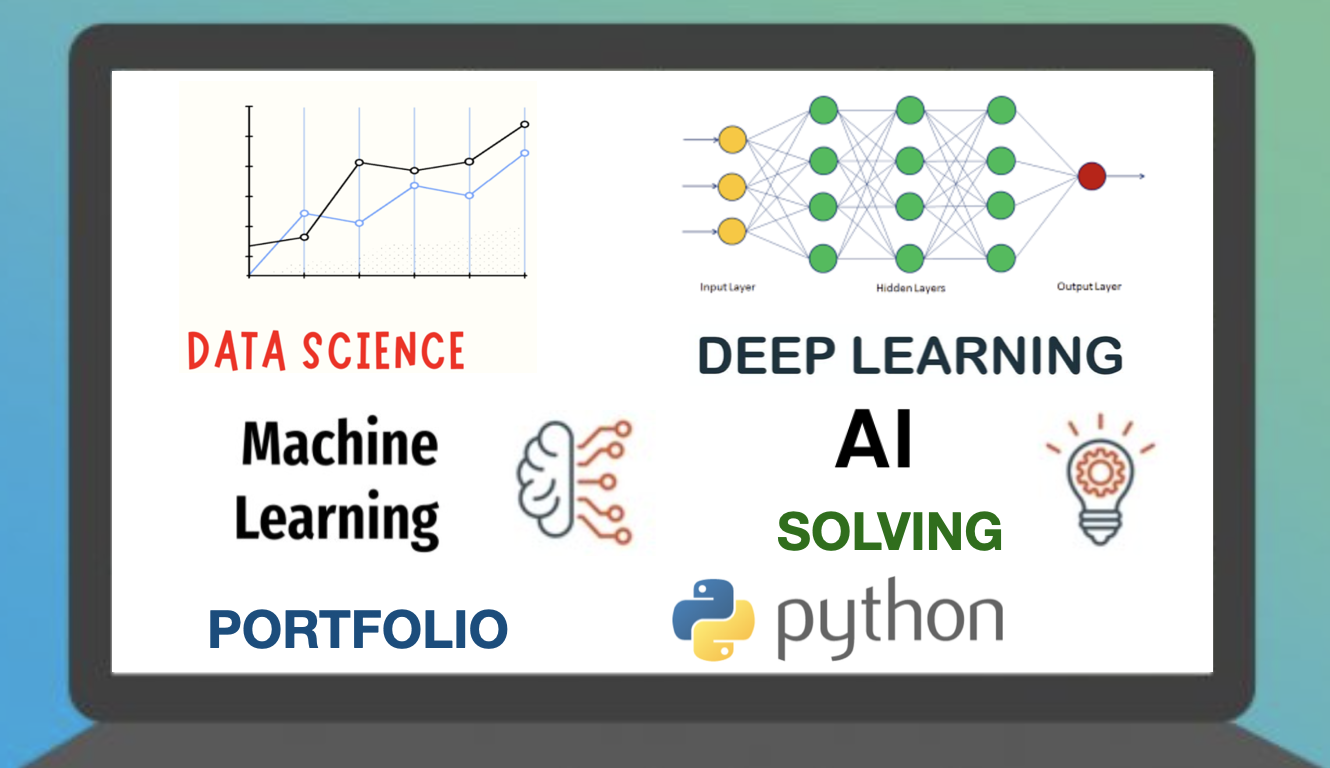 Input Layer
Hidden Layers
Output Layer
DATA SCIENCE
DEEP LEARNING
Machine
Learning
AI
SOLVING
PORTFOLIO
python